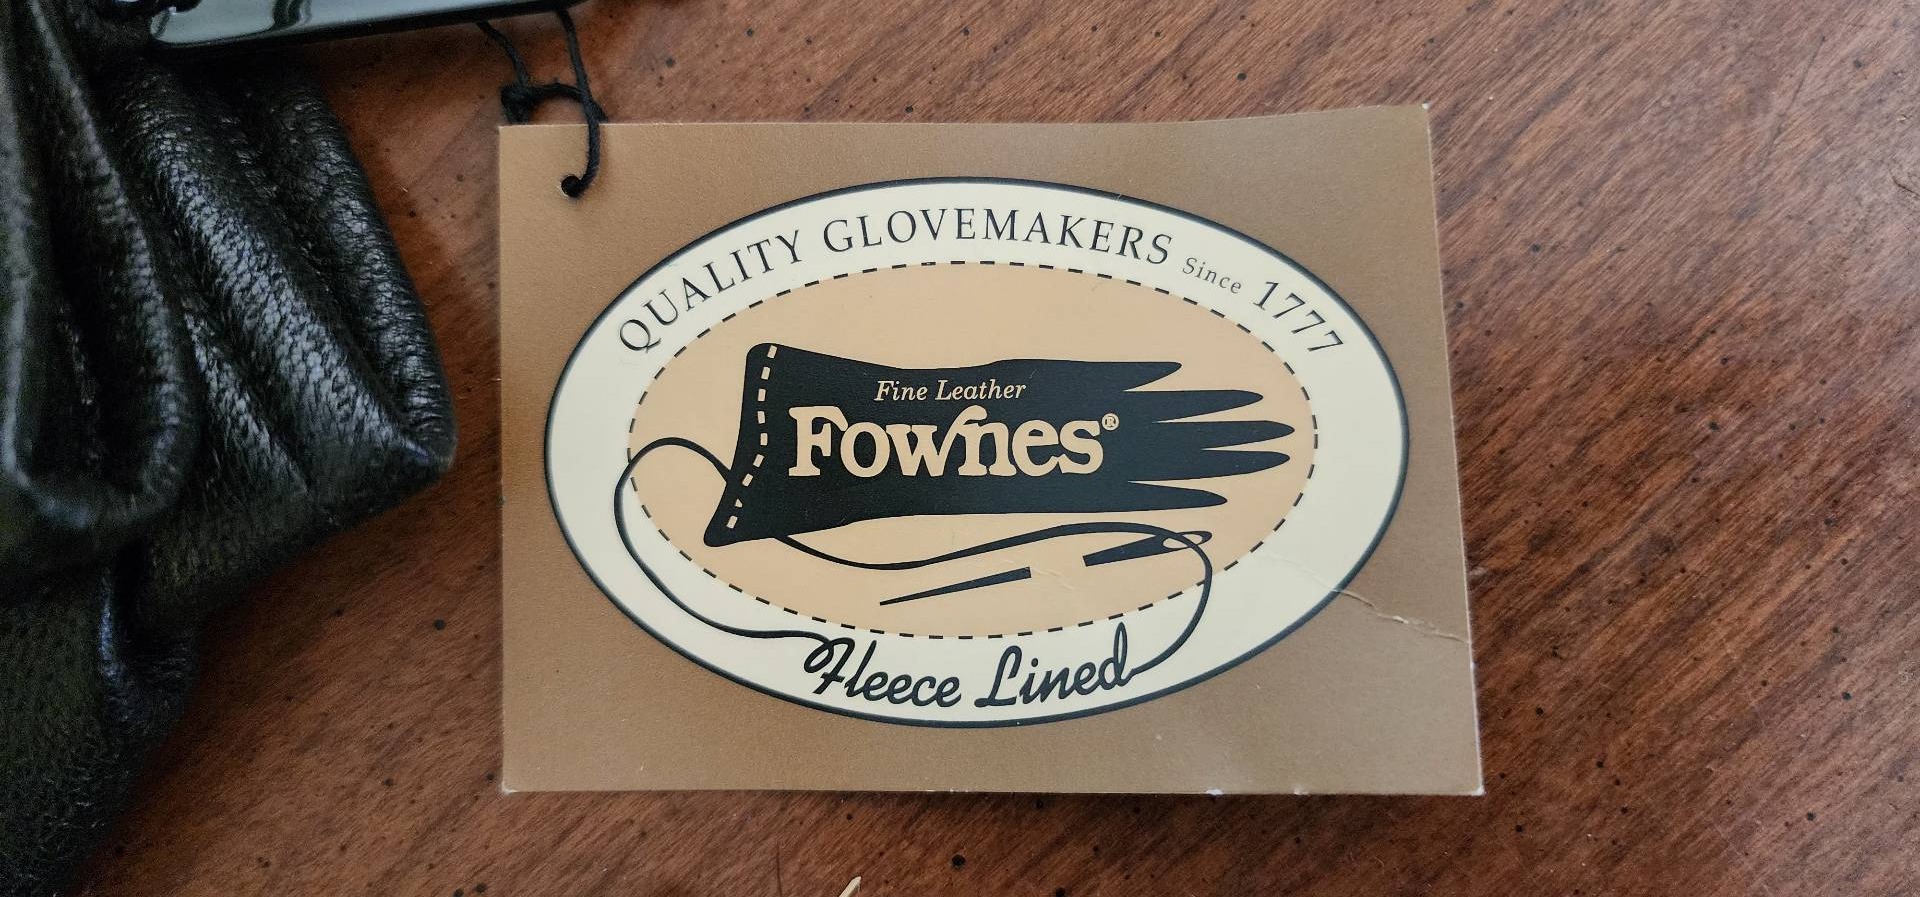 QUALITY GLOVEMAKERS Since 1777
Fine Leather
Fownes®
Fleece Lined